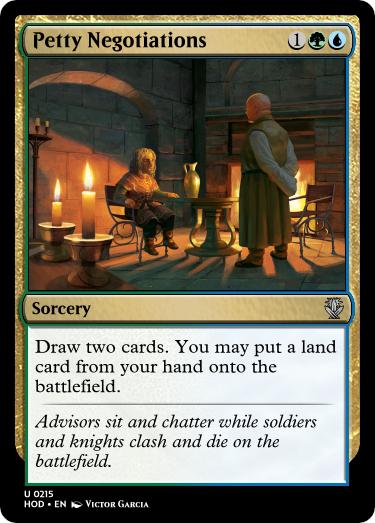 Petty Negotiations 1
Sorcery
Draw two cards. You may put a land
card from your hand onto the
battlefield.
Advisors sit and chatter while soldiers
and knights clash and die on the
battlefield.
U 0215
HOD • EN VICTOR GARCIA